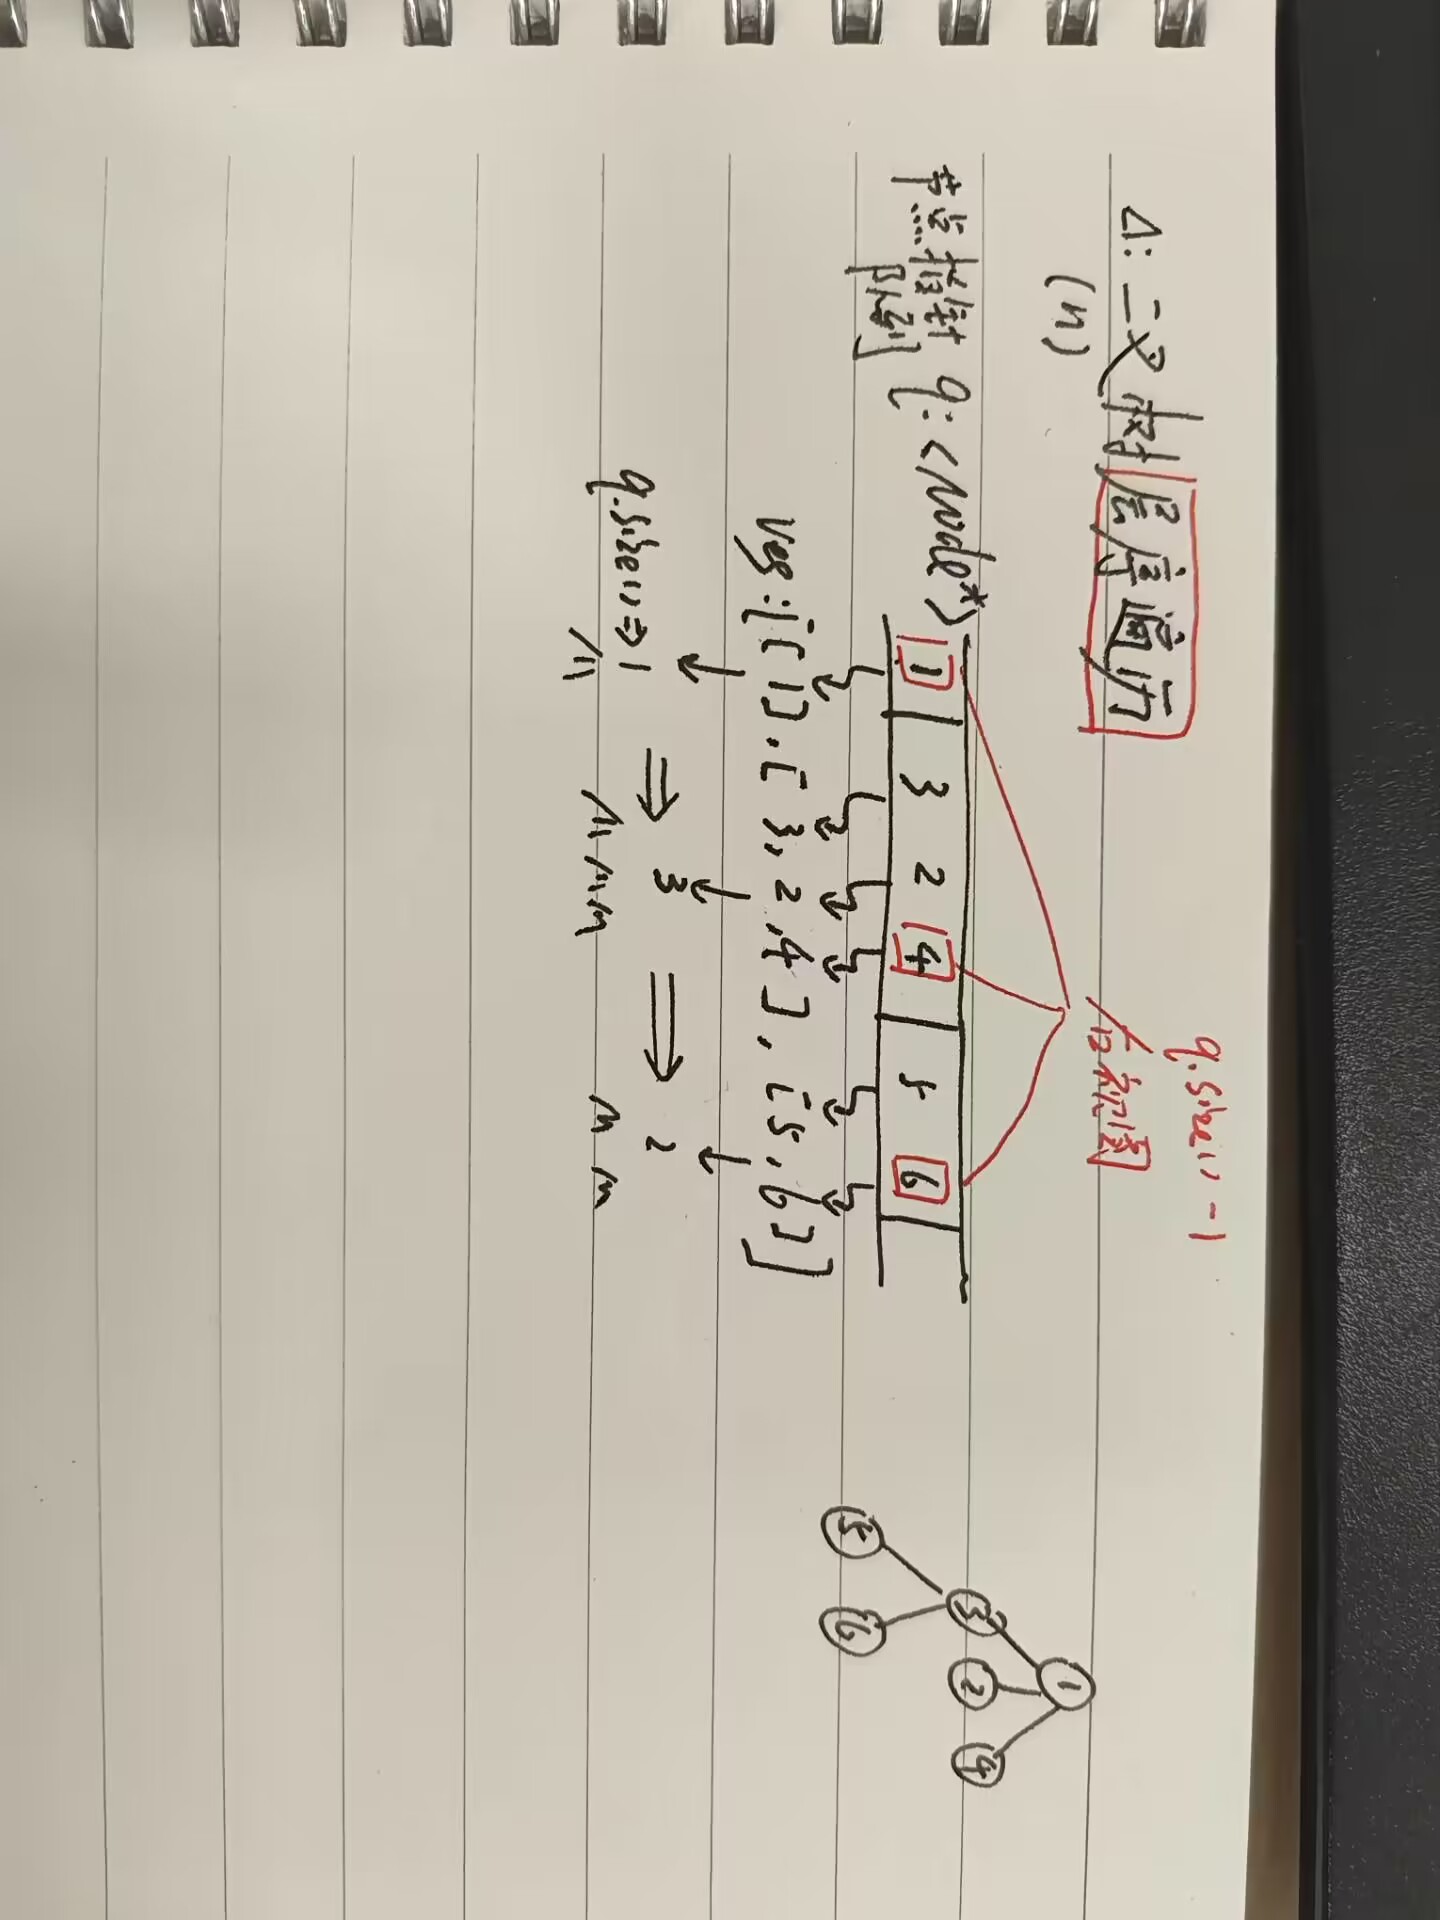 q.size() - 1
Δ: 二叉树层序遍历
(n)
右视图
节点指针
队列
q: <Node*>
1 3 2 4 5 6
res: [[1], [3, 2, 4], [5, 6]]
q.size() ⇒ 1 ⇒ 3 ⇒ 2
1
3 2 4
5 6